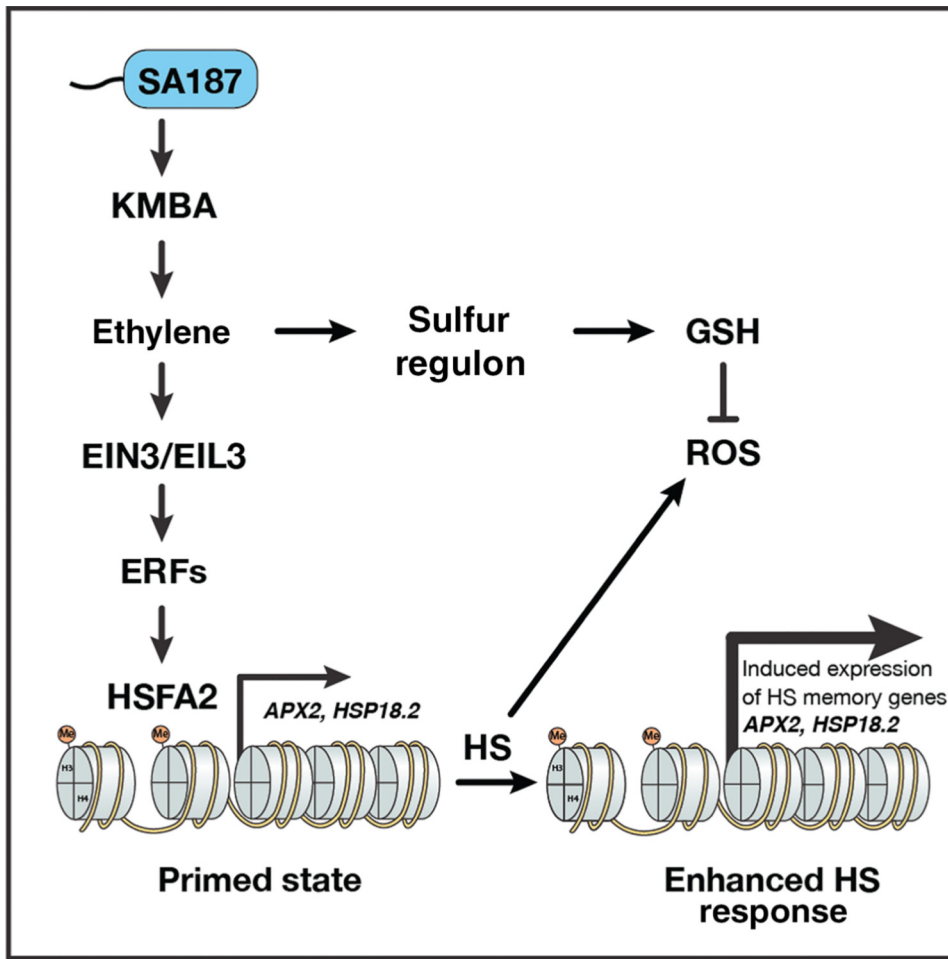 SA187
KMBA
Ethylene
Sulfur
regulon
GSH
EIN3/EIL3
ROS
ERFs
HSFA2
APX2, HSP18.2
Me
Me
H3
H4
HS
Induced expression
of HS memory genes
APX2, HSP18.2
Me
Me
H3
H4
Primed state
Enhanced HS
response